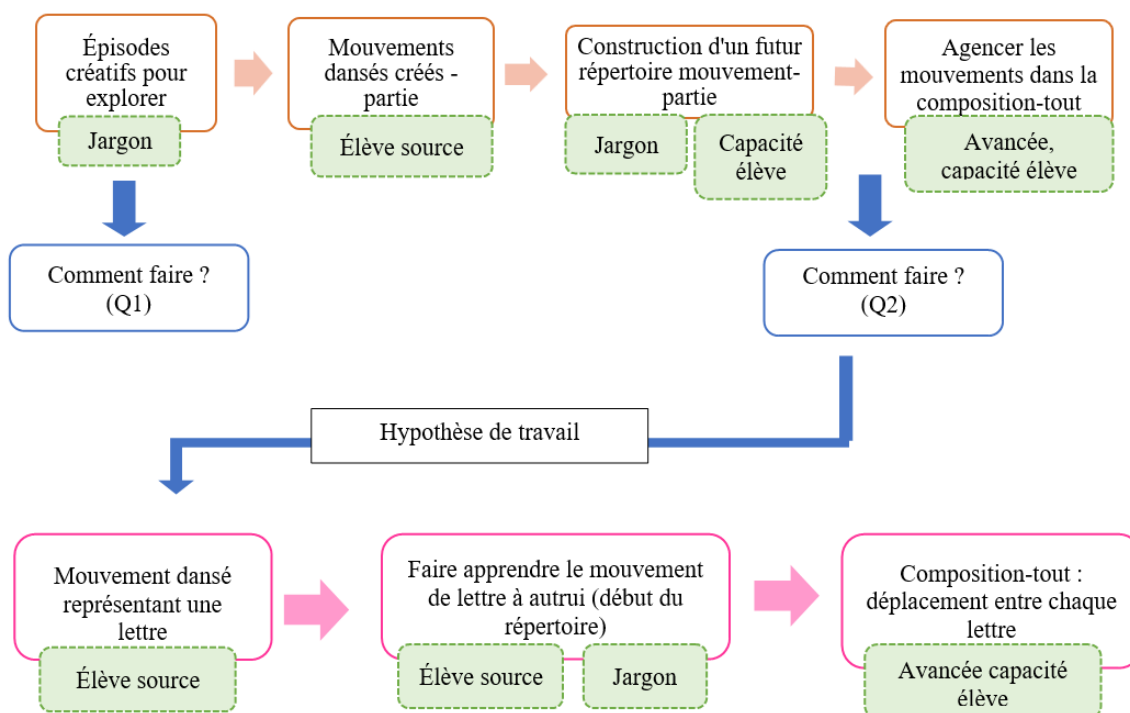 Épisodes
créatifs pour
explorer
Jargon
Mouvements
dansés créés -
partie
Élève source
Construction d'un futur
répertoire mouvement-
partie
Jargon
Capacité
élève
Agencer les
mouvements dans la
composition-tout
Avancée,
capacité élève
Comment faire ?
(Q1)
Comment faire ?
(Q2)
Hypothèse de travail
Mouvement dansé
représentant une
lettre
Élève source
Faire apprendre le mouvement
de lettre à autrui (début du
répertoire)
Élève source
Jargon
Composition-tout :
déplacement entre chaque
lettre
Avancée capacité
élève